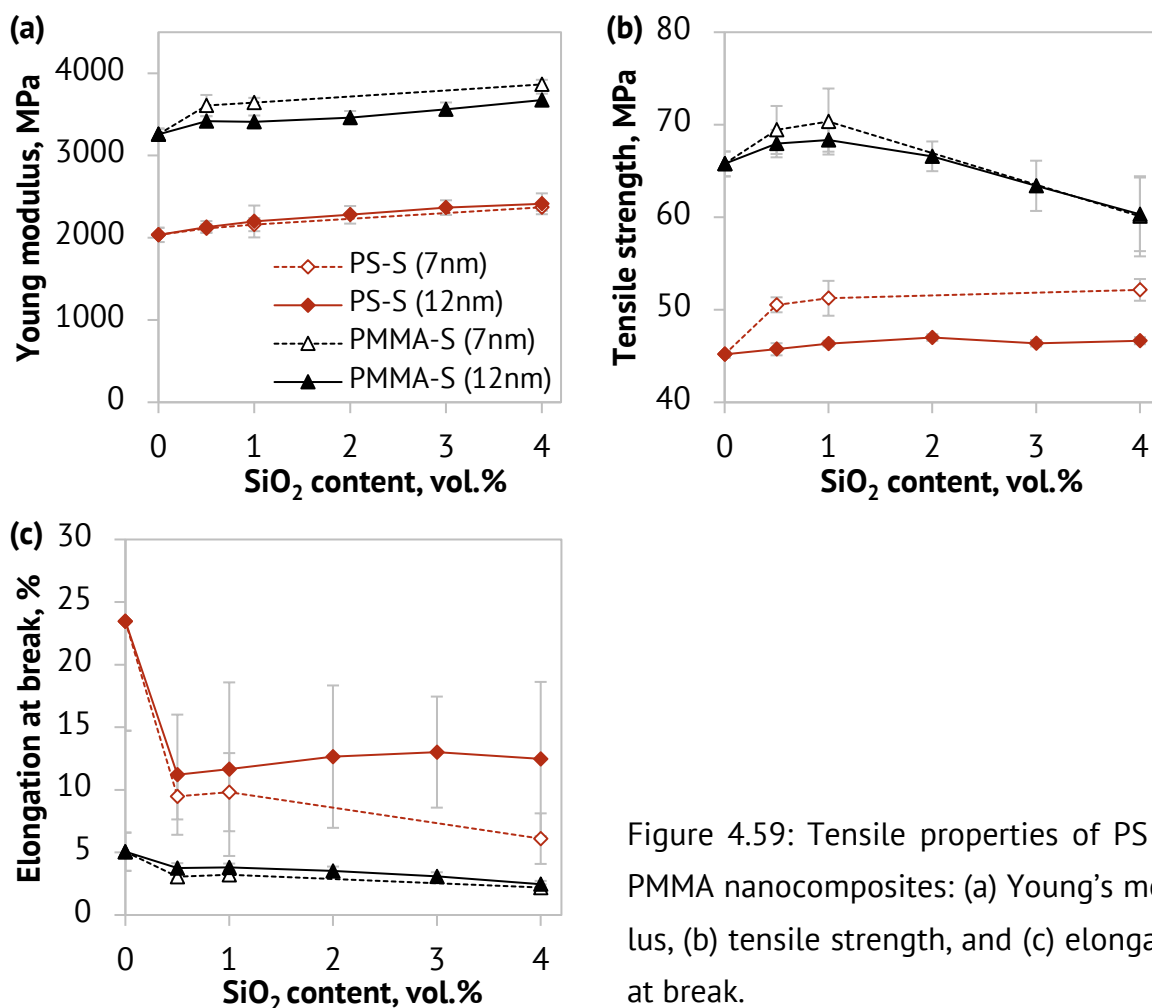 (a)
Young modulus, MPa
4000
3000
2000
1000
0
PS-S (7nm)
PS-S (12nm)
PMMA-S (7nm)
PMMA-S (12nm)
0 1 2 3 4
SiO₂ content, vol.%
(b)
Tensile strength, MPa
80
70
60
50
40
0 1 2 3 4
SiO₂ content, vol.%
(c)
Elongation at break, %
30
25
20
15
10
5
0
0 1 2 3 4
SiO₂ content, vol.%
Figure 4.59: Tensile properties of PS
PMMA nanocomposites: (a) Young’s mo
lus, (b) tensile strength, and (c) elonga
at break.